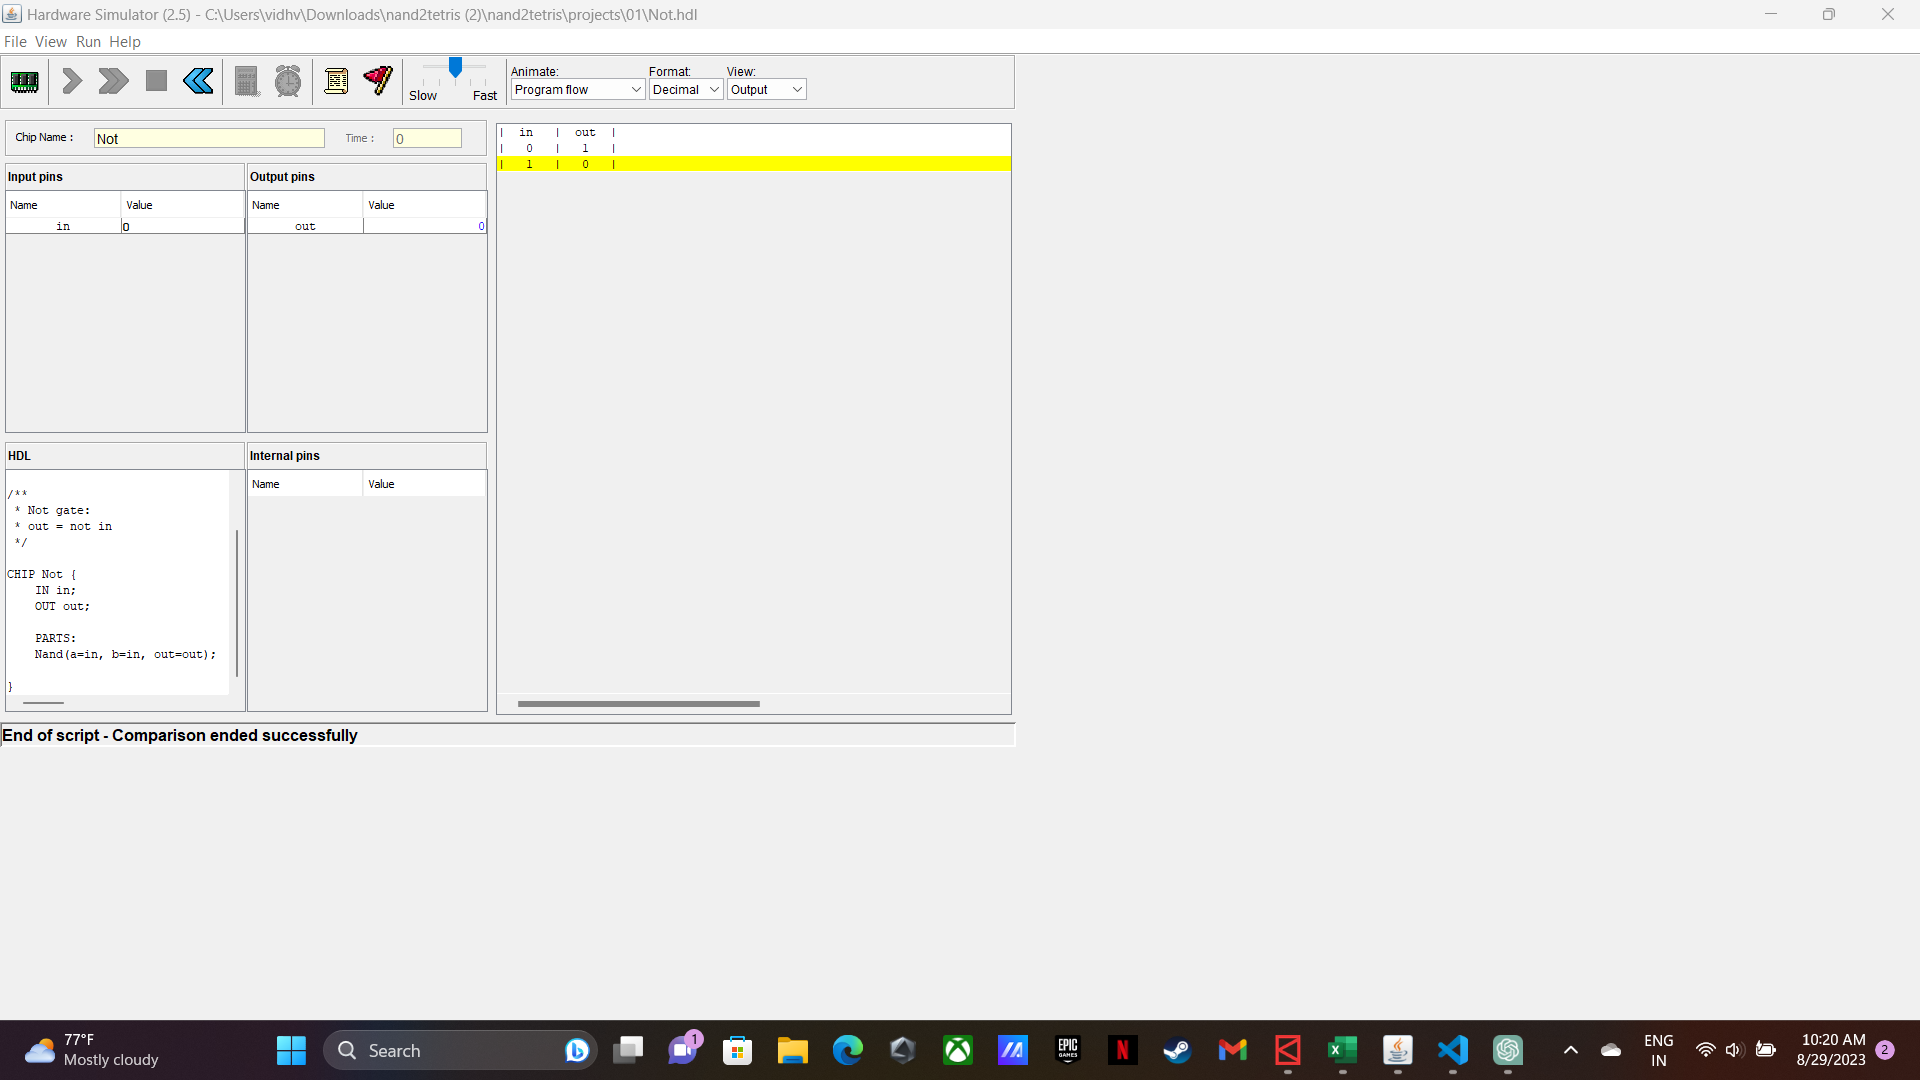 Hardware Simulator (2.5) - C:\Users\vidhv\Downloads\nand2tetris (2)\nand2tetris\projects\01\Not.hdl
File View Run Help
Slow Fast
Animate:
Program flow
Format:
Decimal
View:
Output
Chip Name :
Not
Time :
0
Input pins
Name Value
in 0
Output pins
Name Value
out 0
| in | out |
| 0 | 1 |
| 1 | 0 |
HDL
/**
* Not gate:
* out = not in
*/
CHIP Not {
IN in;
OUT out;
PARTS:
Nand(a=in, b=in, out=out);
}
Internal pins
Name Value
End of script - Comparison ended successfully
77°F
Mostly cloudy
Search
1
EPIC
GAMES
N
ENG
IN
10:20 AM
8/29/2023
2